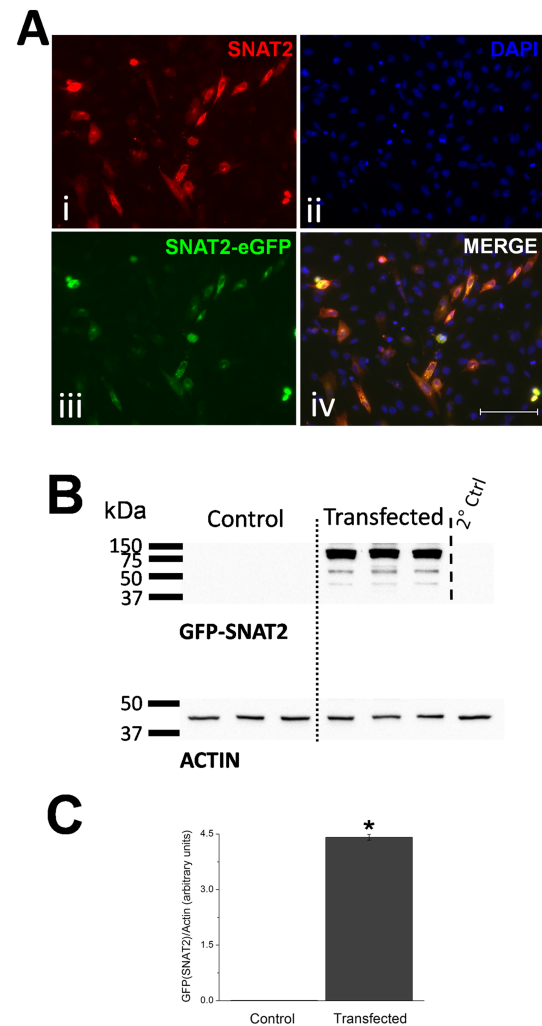 A
SNAT2
DAPI
i
ii
SNAT2-eGFP
MERGE
iii
iv
B
kDa
Control
Transfected
2° Ctrl
150
75
50
37
GFP-SNAT2
50
37
ACTIN
C
*
GFP(SNAT2)/Actin (arbitrary units)
4.5
3.0
1.5
0.0
Control
Transfected